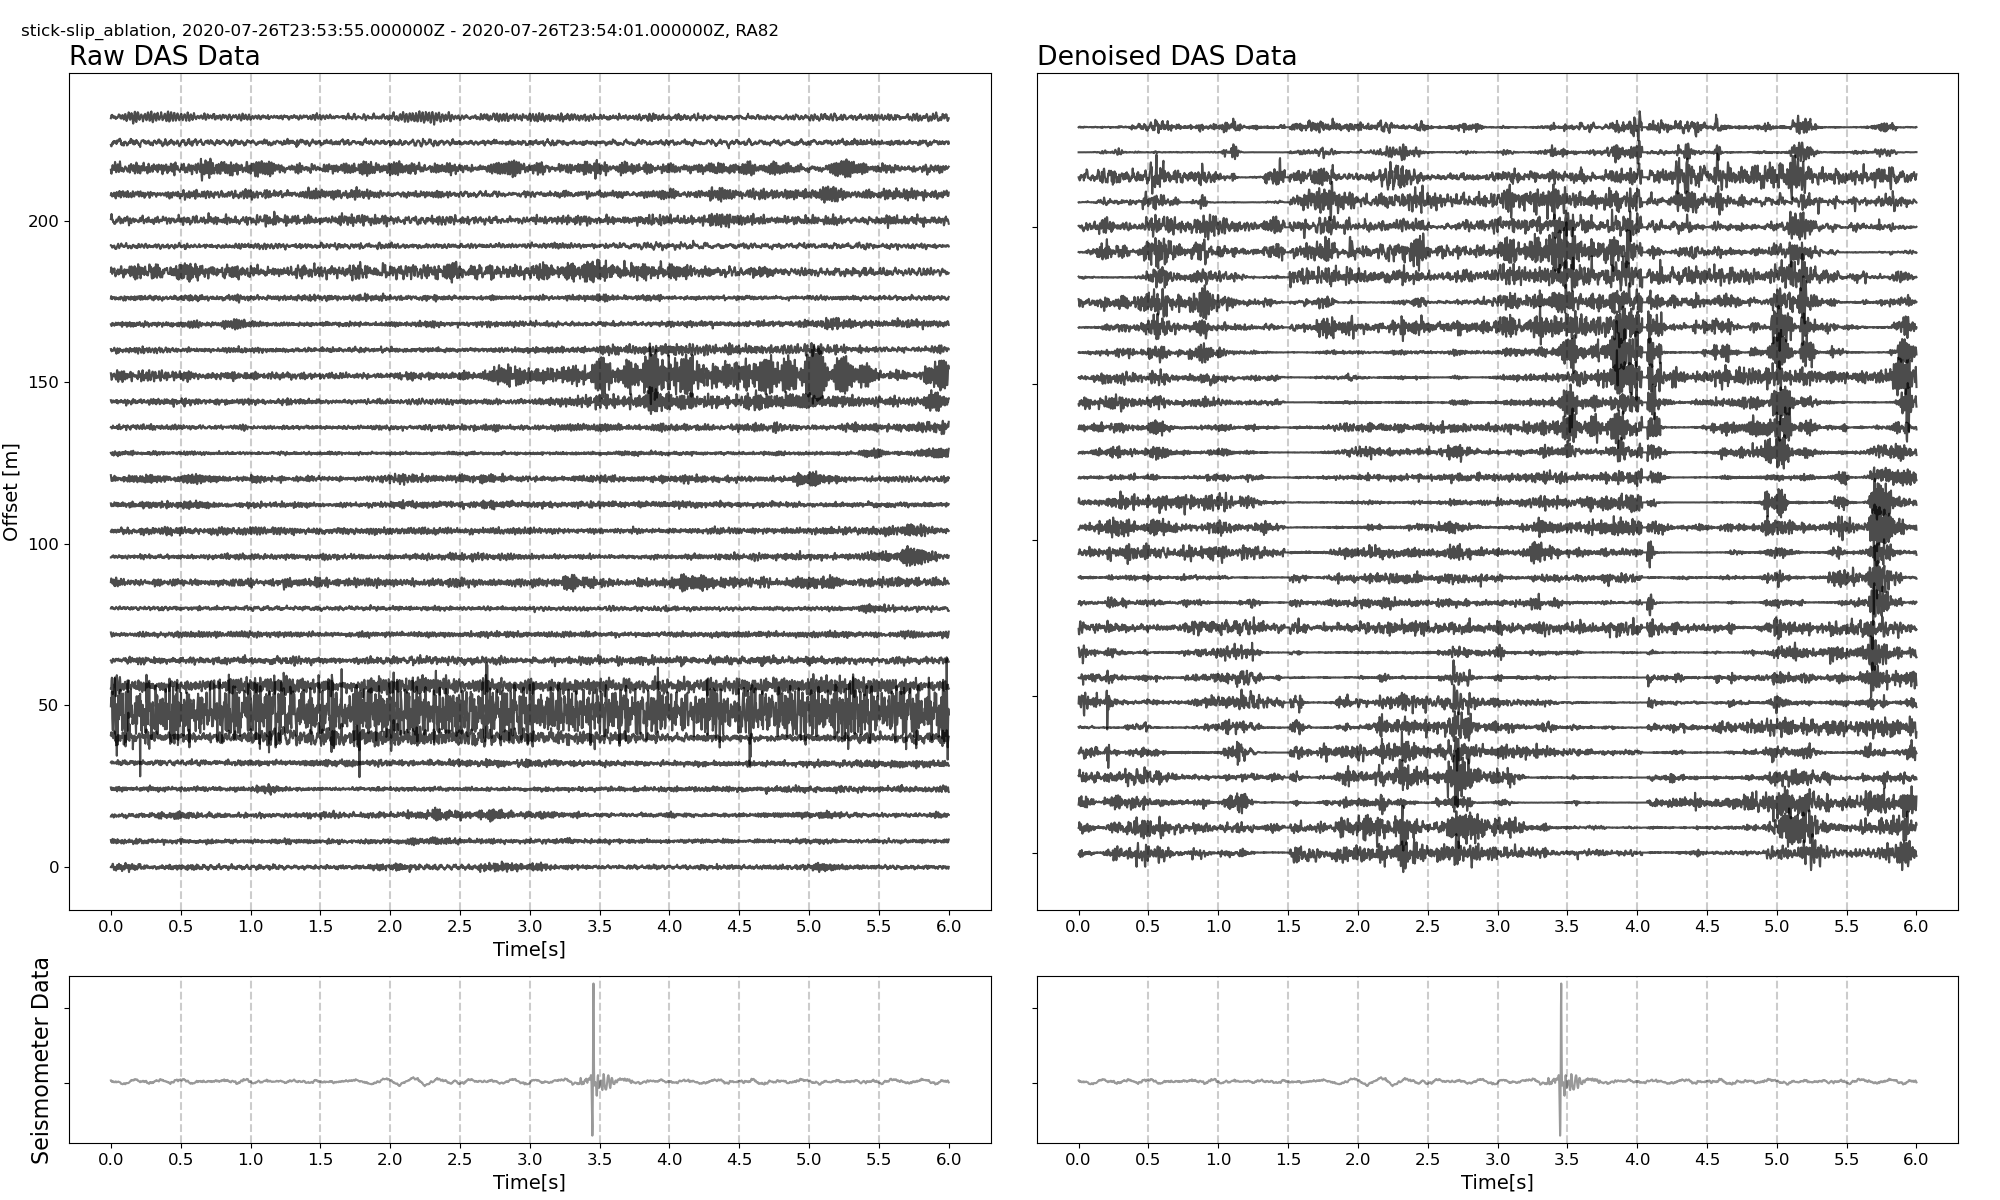 stick-slip_ablation, 2020-07-26T23:53:55.000000Z - 2020-07-26T23:54:01.000000Z, RA82
Raw DAS Data
Denoised DAS Data
Offset [m]
200
150
100
50
0
0.0 0.5 1.0 1.5 2.0 2.5 3.0 3.5 4.0 4.5 5.0 5.5 6.0
Time[s]
0.0 0.5 1.0 1.5 2.0 2.5 3.0 3.5 4.0 4.5 5.0 5.5 6.0
Seismometer Data
0.0 0.5 1.0 1.5 2.0 2.5 3.0 3.5 4.0 4.5 5.0 5.5 6.0
Time[s]
0.0 0.5 1.0 1.5 2.0 2.5 3.0 3.5 4.0 4.5 5.0 5.5 6.0
Time[s]